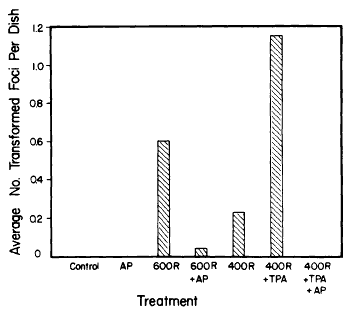 Average No. Transformed Foci Per Dish
1.2
1.0
0.8
0.6
0.4
0.2
0
Control AP 600R 600R 400R 400R 400R
+AP +TPA +TPA
+AP
Treatment